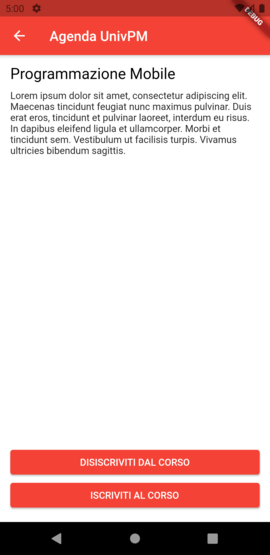 5:00
DEBUG
Agenda UnivPM
Programmazione Mobile
Lorem ipsum dolor sit amet, consectetur adipiscing elit.
Maecenas tincidunt feugiat nunc maximus pulvinar. Duis
erat eros, tincidunt et pulvinar laoreet, interdum eu risus.
In dapibus eleifend ligula et ullamcorper. Morbi et
tincidunt sem. Vestibulum ut facilisis turpis. Vivamus
ultricies bibendum sagittis.
DISISCRIVITI DAL CORSO
ISCRIVITI AL CORSO